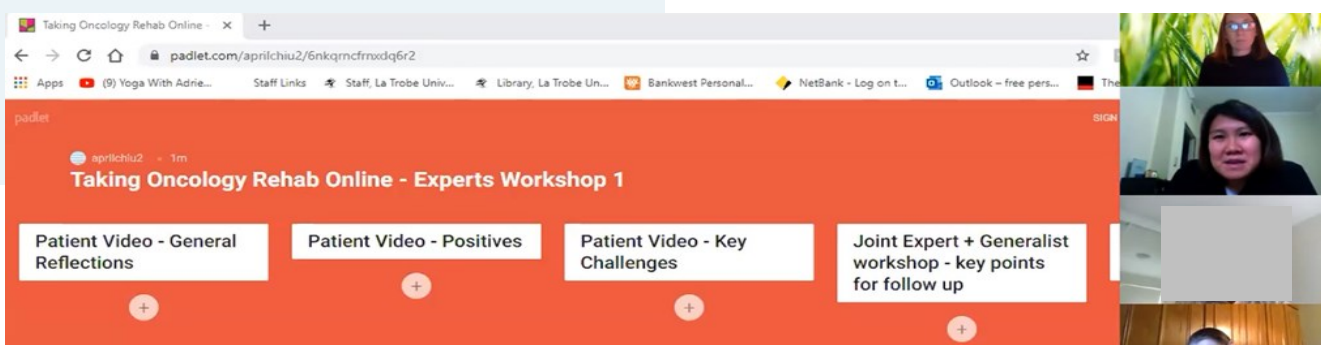 Taking Oncology Rehab Online -
padlet.com/aprilchiu2/6nkqrncfrnxdq6r2
Apps (9) Yoga With Adrie... Staff Links Staff, La Trobe Univ... Library, La Trobe Un... Bankwest Personal... NetBank - Log on t... Outlook – free pers... The
padlet SIGN
aprilchiu2 • 1m
Taking Oncology Rehab Online - Experts Workshop 1
Patient Video - General
Reflections
Patient Video - Positives
Patient Video - Key
Challenges
Joint Expert + Generalist
workshop - key points
for follow up